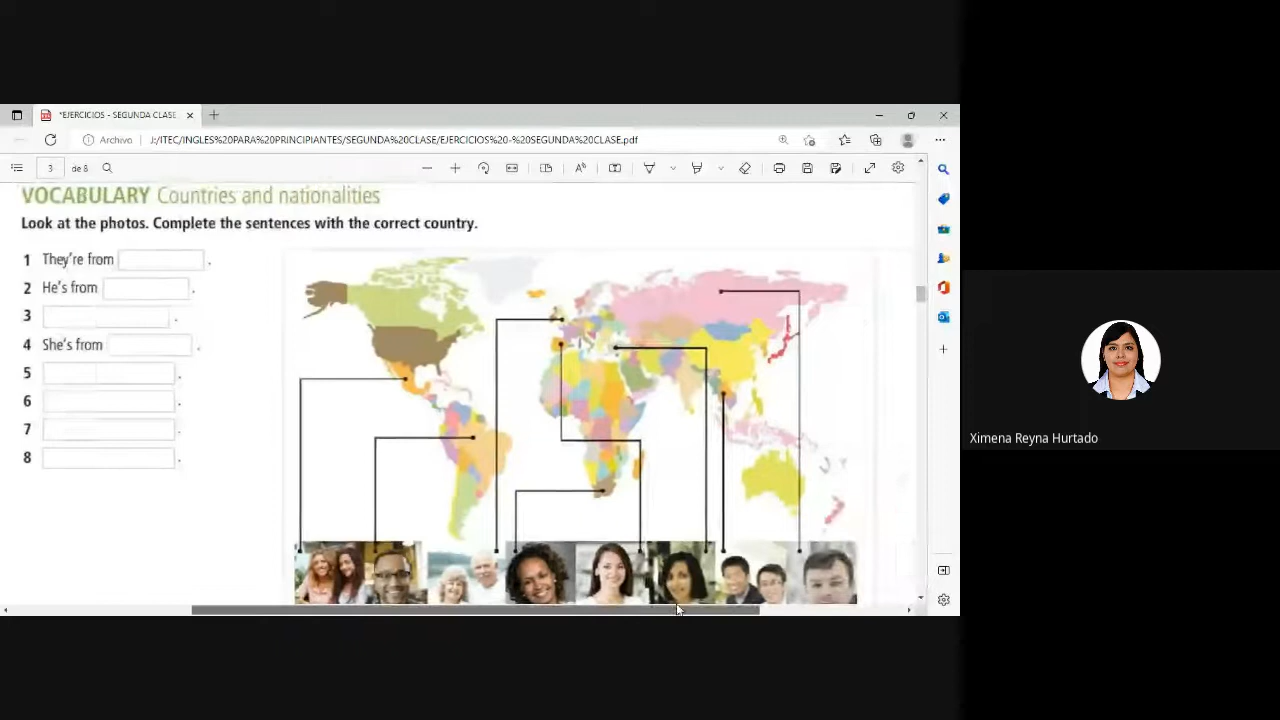 *EJERCICIOS - SEGUNDA CLASE
Archivo
J:/ITEC/INGLES%20PARA%20PRINCIPIANTES/SEGUNDA%20CLASE/EJERCICIOS%20-%20SEGUNDA%20CLASE.pdf
3 de 8
VOCABULARY Countries and nationalities
Look at the photos. Complete the sentences with the correct country.
1 They're from .
2 He's from .
3 .
4 She's from .
5 .
6 .
7 .
8 .
Ximena Reyna Hurtado